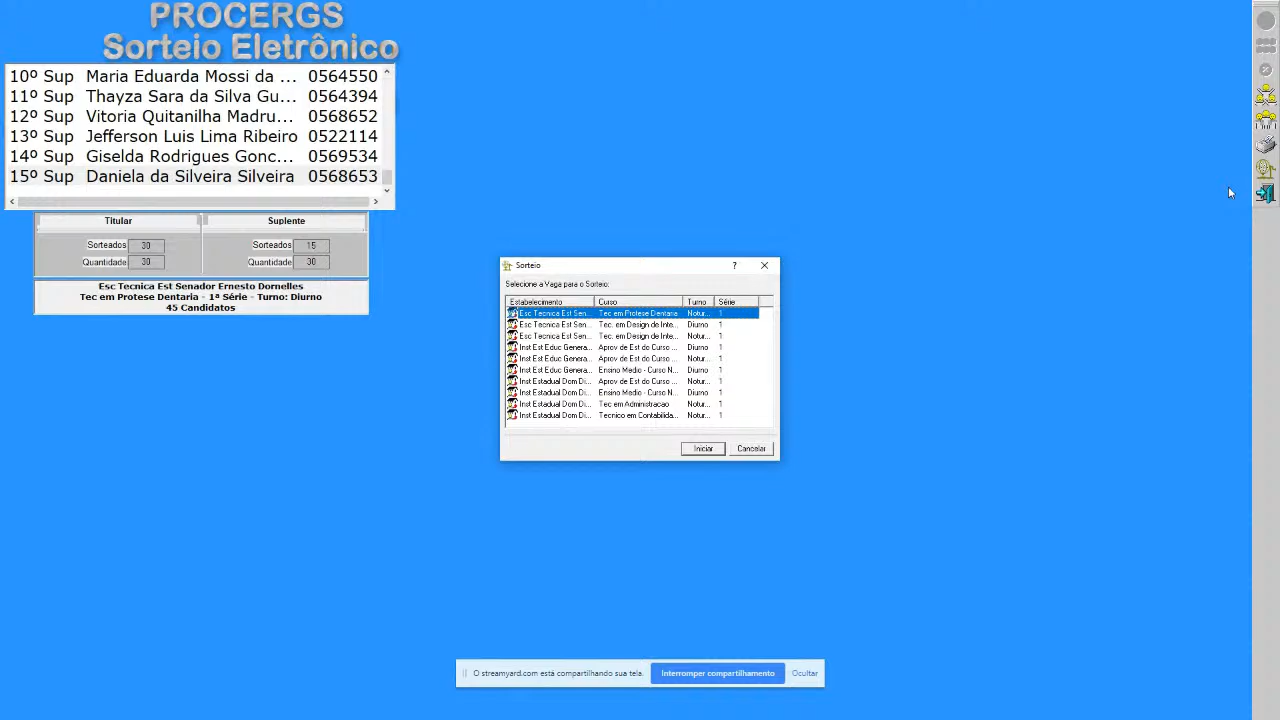 PROCERGS
Sorteio Eletrônico
10º Sup Maria Eduarda Mossi da ... 0564550
11º Sup Thayza Sara da Silva Gu... 0564394
12º Sup Vitoria Quitanilha Madru... 0568652
13º Sup Jefferson Luis Lima Ribeiro 0522114
14º Sup Giselda Rodrigues Gonc... 0569534
15º Sup Daniela da Silveira Silveira 0568653
Titular Suplente
Sorteados 30 Sorteados 15
Quantidade 30 Quantidade 30
Esc Tecnica Est Senador Ernesto Dornelles
Tec em Protese Dentaria - 1ª Série - Turno: Diurno
45 Candidatos
Sorteio ?
Selecione a Vaga para o Sorteio:
Estabelecimento Curso Turno Série
Esc Tecnica Est Sen... Tec em Protese Dentaria Notur... 1
Esc Tecnica Est Sen... Tec. em Design de Inte... Diurno 1
Esc Tecnica Est Sen... Tec. em Design de Inte... Notur... 1
Inst Est Educ Genera... Aprov de Est do Curso ... Diurno 1
Inst Est Educ Genera... Aprov de Est do Curso ... Notur... 1
Inst Est Educ Genera... Ensino Medio - Curso N... Diurno 1
Inst Estadual Dom Di... Aprov de Est do Curso ... Notur... 1
Inst Estadual Dom Di... Ensino Medio - Curso N... Diurno 1
Inst Estadual Dom Di... Tec em Administracao Notur... 1
Inst Estadual Dom Di... Tecnico em Contabilida... Notur... 1
Iniciar Cancelar
O streamyard.com está compartilhando sua tela. Interromper compartilhamento Ocultar